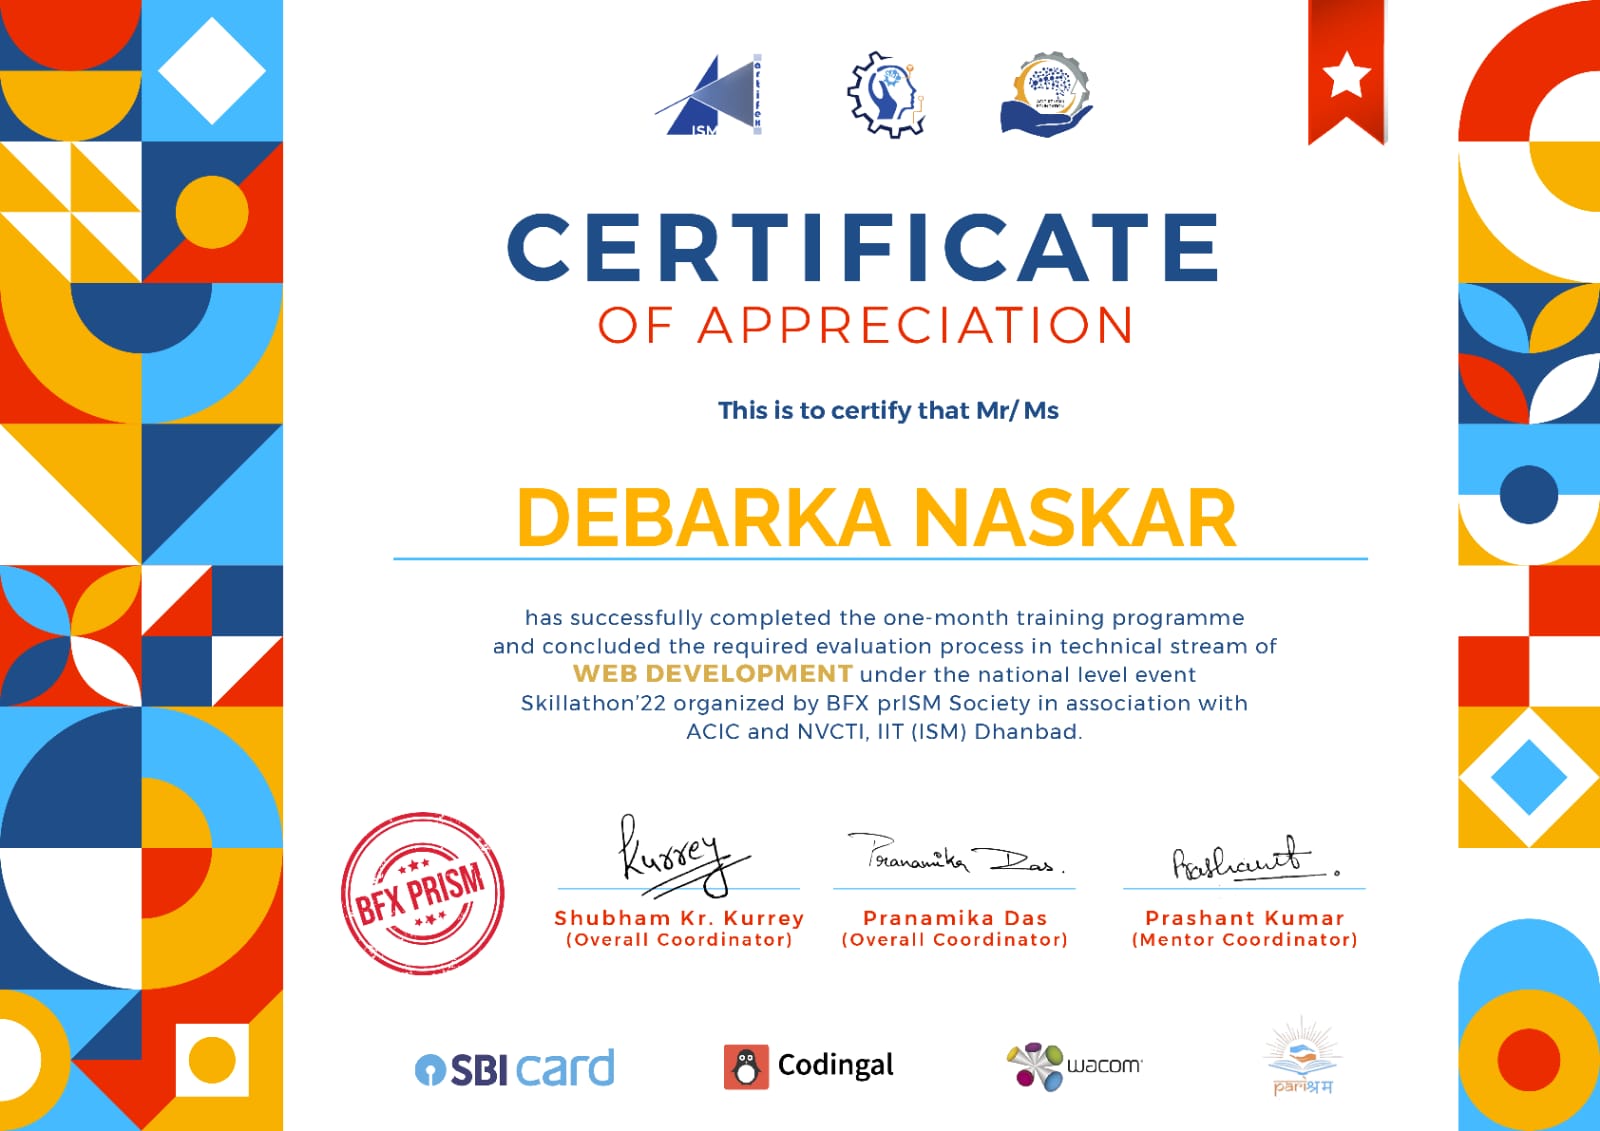 ISM
Artifex
CERTIFICATE
OF APPRECIATION
This is to certify that Mr/ Ms
DEBARKA NASKAR
has successfully completed the one-month training programme
and concluded the required evaluation process in technical stream of
WEB DEVELOPMENT under the national level event
Skillathon'22 organized by BFX prISM Society in association with
ACIC and NVCTI, IIT (ISM) Dhanbad.
BFX PRISM
Kurrey
Pranamika Das.
Prashant.
Shubham Kr. Kurrey
Pranamika Das
Prashant Kumar
(Overall Coordinator)
(Overall Coordinator)
(Mentor Coordinator)
SBI card
Codingal
wacom
pariश्रम